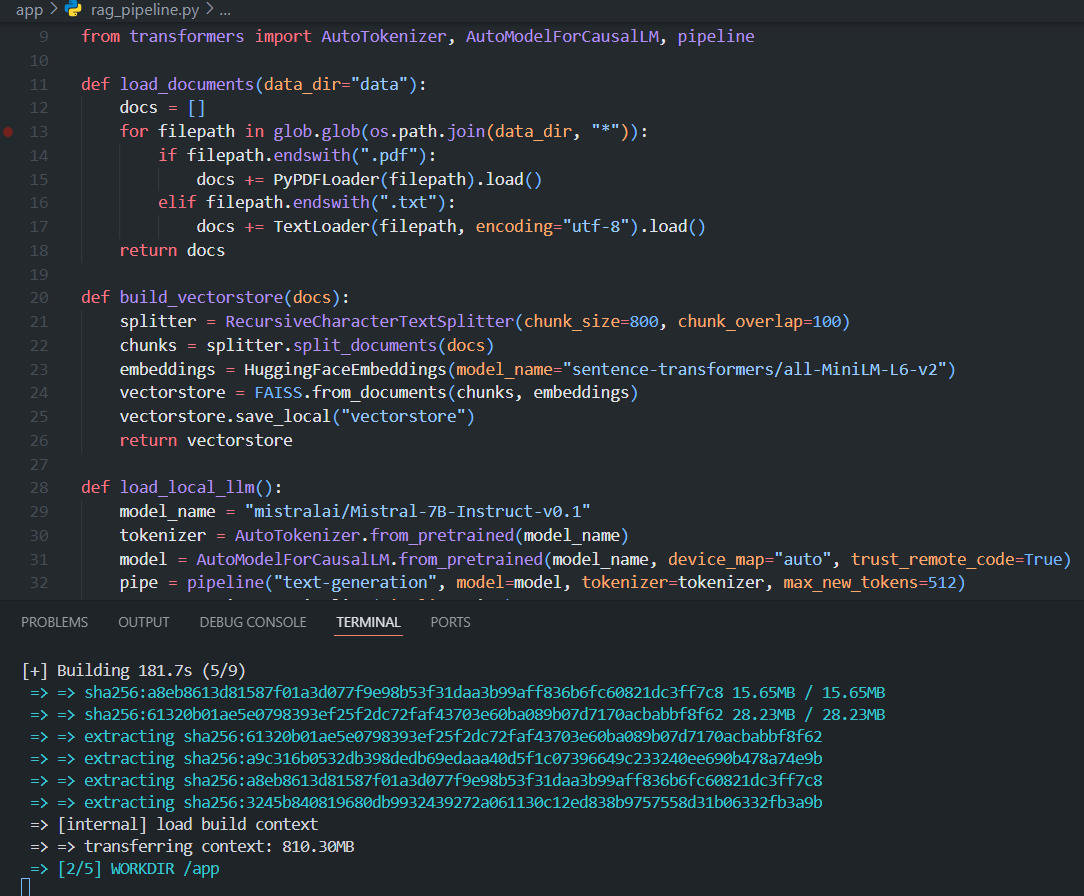 app > rag_pipeline.py > ...
9 from transformers import AutoTokenizer, AutoModelForCausalLM, pipeline
10
11 def load_documents(data_dir="data"):
12     docs = []
13     for filepath in glob.glob(os.path.join(data_dir, "*")):
14         if filepath.endswith(".pdf"):
15             docs += PyPDFLoader(filepath).load()
16         elif filepath.endswith(".txt"):
17             docs += TextLoader(filepath, encoding="utf-8").load()
18     return docs
19
20 def build_vectorstore(docs):
21     splitter = RecursiveCharacterTextSplitter(chunk_size=800, chunk_overlap=100)
22     chunks = splitter.split_documents(docs)
23     embeddings = HuggingFaceEmbeddings(model_name="sentence-transformers/all-MiniLM-L6-v2")
24     vectorstore = FAISS.from_documents(chunks, embeddings)
25     vectorstore.save_local("vectorstore")
26     return vectorstore
27
28 def load_local_llm():
29     model_name = "mistralai/Mistral-7B-Instruct-v0.1"
30     tokenizer = AutoTokenizer.from_pretrained(model_name)
31     model = AutoModelForCausalLM.from_pretrained(model_name, device_map="auto", trust_remote_code=True)
32     pipe = pipeline("text-generation", model=model, tokenizer=tokenizer, max_new_tokens=512)
PROBLEMS OUTPUT DEBUG CONSOLE TERMINAL PORTS
[+] Building 181.7s (5/9)
=> => sha256:a8eb8613d81587f01a3d077f9e98b53f31daa3b99aff836b6fc60821dc3ff7c8 15.65MB / 15.65MB
=> => sha256:61320b01ae5e0798393ef25f2dc72faf43703e60ba089b07d7170acbabbf8f62 28.23MB / 28.23MB
=> => extracting sha256:61320b01ae5e0798393ef25f2dc72faf43703e60ba089b07d7170acbabbf8f62
=> => extracting sha256:a9c316b0532db398dedb69edaaa40d5f1c07396649c233240ee690b478a74e9b
=> => extracting sha256:a8eb8613d81587f01a3d077f9e98b53f31daa3b99aff836b6fc60821dc3ff7c8
=> => extracting sha256:3245b840819680db9932439272a061130c12ed838b9757558d31b06332fb3a9b
=> [internal] load build context
=> => transferring context: 810.30MB
=> [2/5] WORKDIR /app